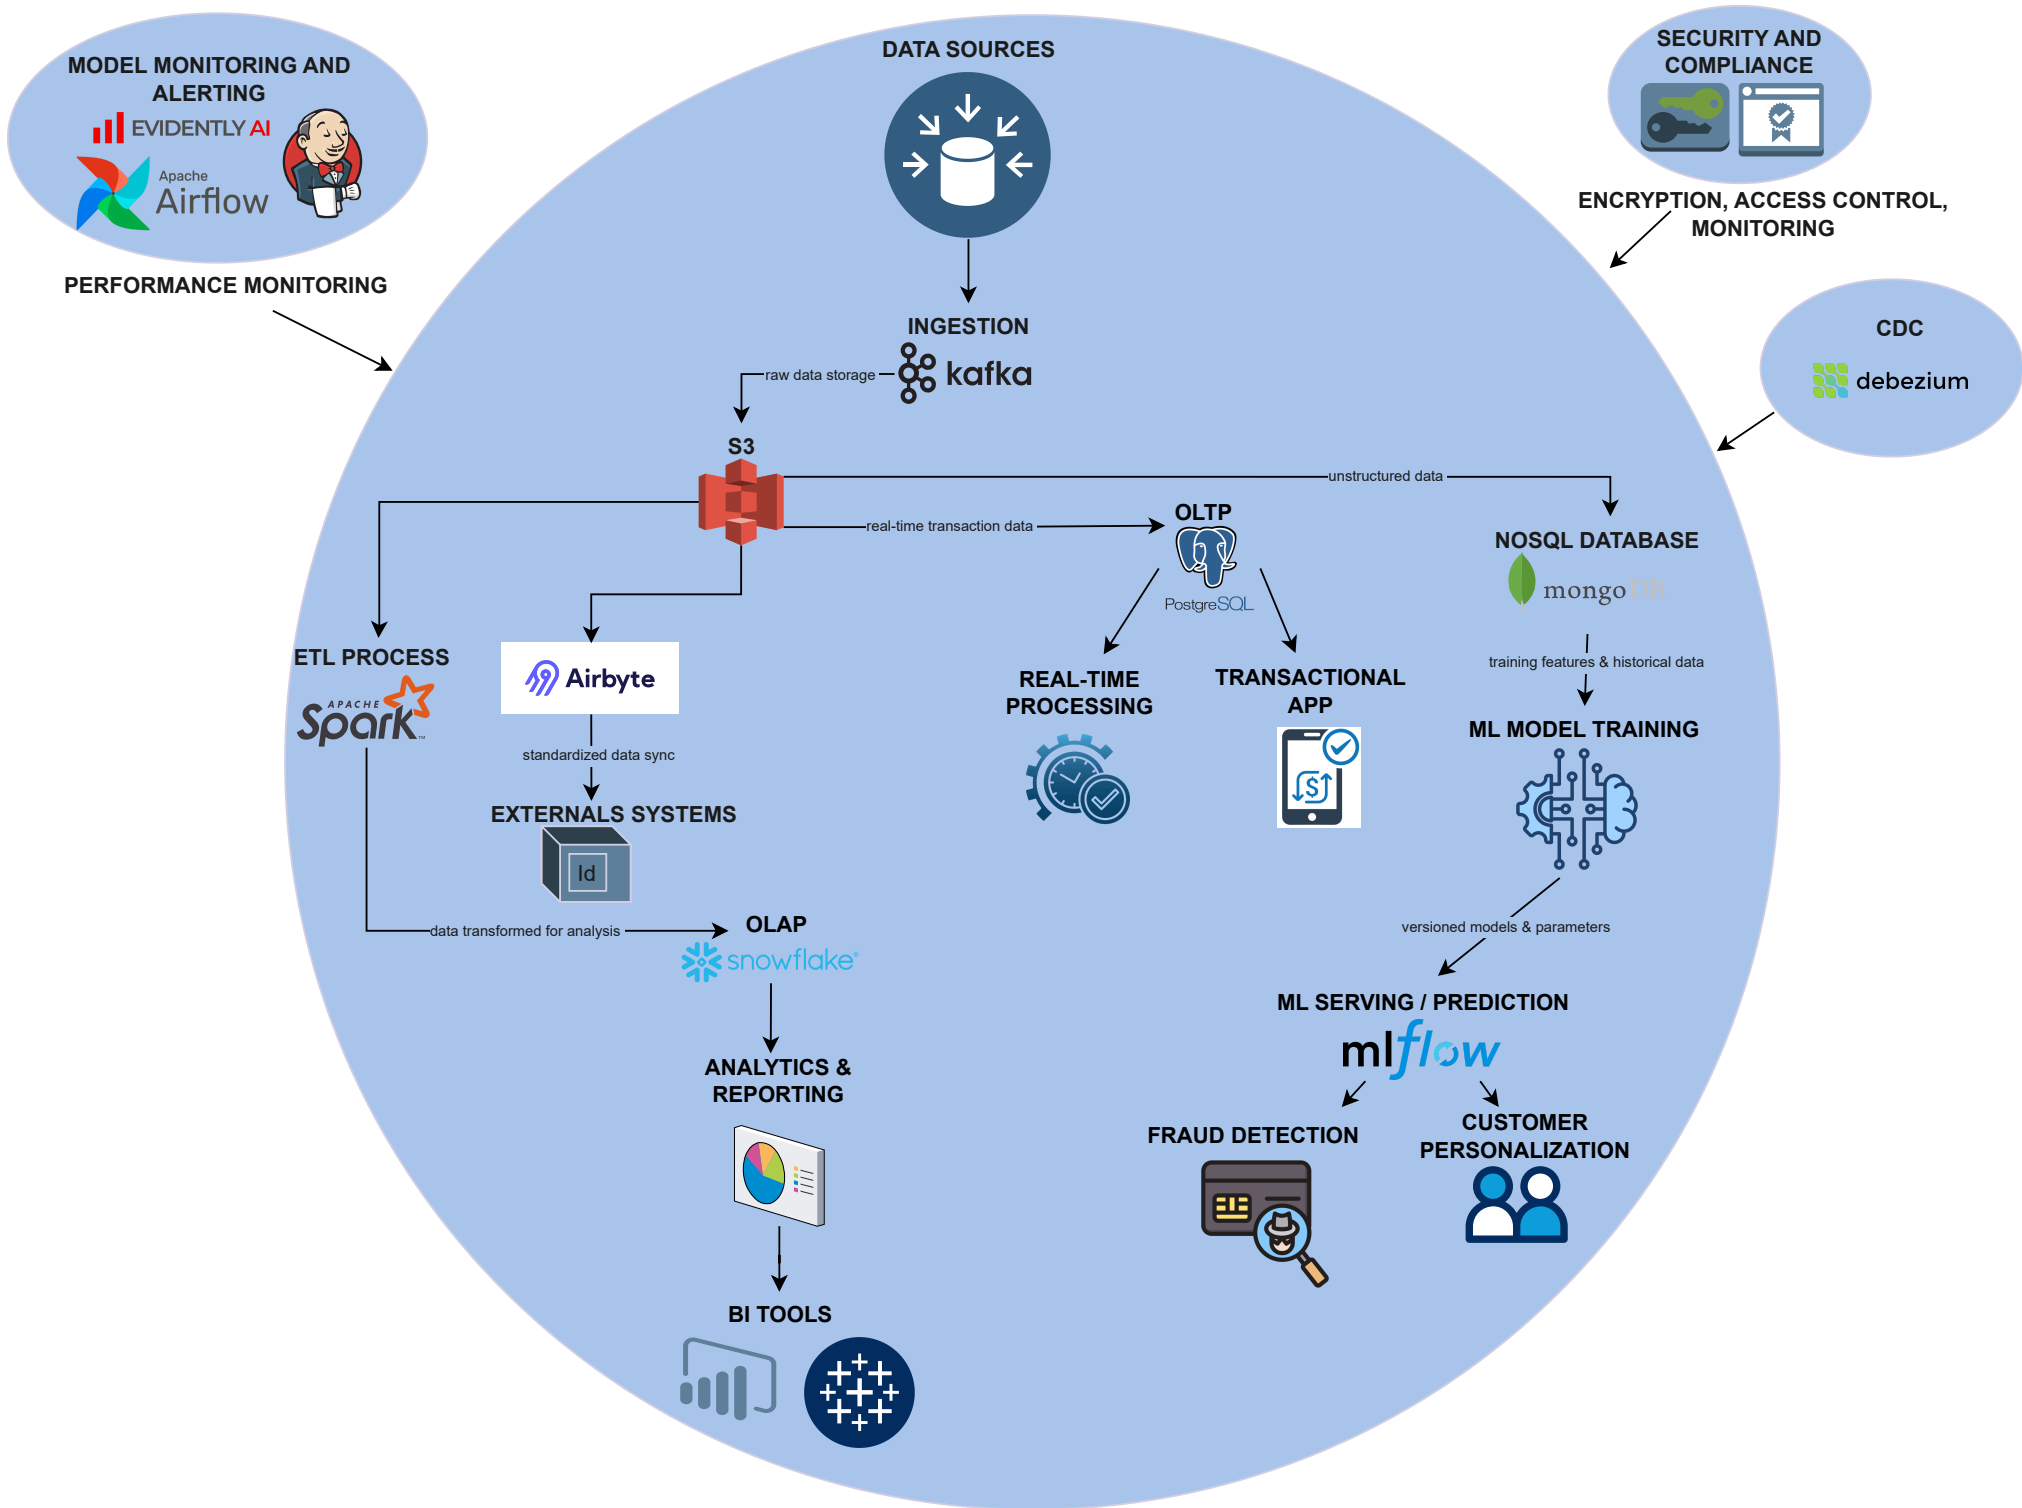 MODEL MONITORING AND
ALERTING
EVIDENTLY AI
Apache
Airflow
PERFORMANCE MONITORING
DATA SOURCES
SECURITY AND
COMPLIANCE
ENCRYPTION, ACCESS CONTROL,
MONITORING
CDC
debezium
INGESTION
kafka
raw data storage
S3
unstructured data
real-time transaction data
OLTP
PostgreSQL
NOSQL DATABASE
mongoDB
ETL PROCESS
APACHE
Spark™
Airbyte
standardized data sync
EXTERNALS SYSTEMS
Id
REAL-TIME
PROCESSING
TRANSACTIONAL
APP
$
training features & historical data
ML MODEL TRAINING
data transformed for analysis
OLAP
snowflake®
versioned models & parameters
ML SERVING / PREDICTION
mlflow
ANALYTICS &
REPORTING
FRAUD DETECTION
CUSTOMER
PERSONALIZATION
BI TOOLS